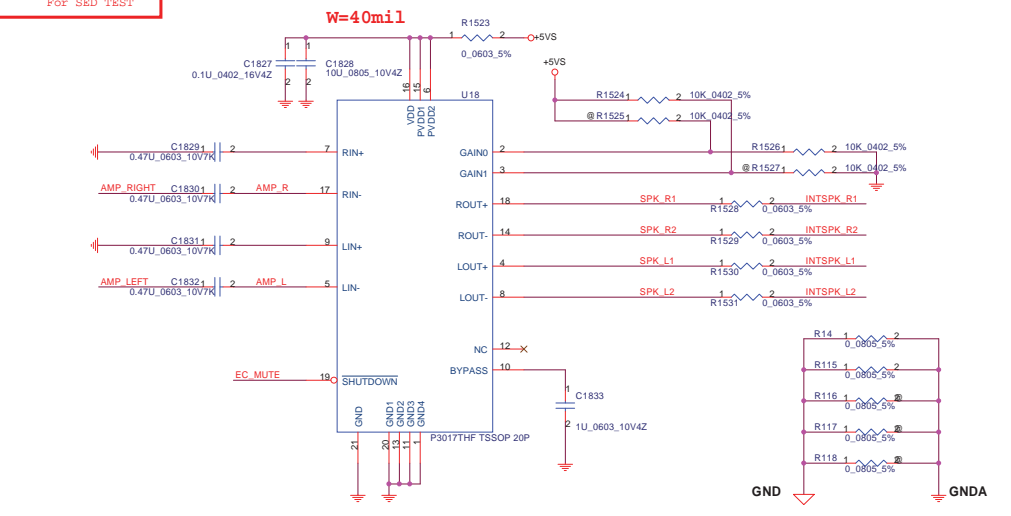 For SED TEST
W=40mil
R1523
1 2 +5VS
0_0603_5%
+5VS
1 1
C1827 C1828
0.1U_0402_16V4Z 10U_0805_10V4Z
2 2
R1524 1 2 10K_0402_5%
@ R1525 1 2 10K_0402_5%
16 15 6
U18
VDD PVDD1 PVDD2
C1829 1 2 7 RIN+
0.47U_0603_10V7K
GAIN0 2 R1526 1 2 10K_0402_5%
GAIN1 3 @ R1527 1 2 10K_0402_5%
AMP_RIGHT C1830 1 2 AMP_R 17 RIN-
0.47U_0603_10V7K
ROUT+ 18 SPK_R1 1 2 INTSPK_R1
R1528 0_0603_5%
ROUT- 14 SPK_R2 1 2 INTSPK_R2
R1529 0_0603_5%
C1831 1 2 9 LIN+
0.47U_0603_10V7K
LOUT+ 4 SPK_L1 1 2 INTSPK_L1
R1530 0_0603_5%
AMP_LEFT C1832 1 2 AMP_L 5 LIN-
0.47U_0603_10V7K
LOUT- 8 SPK_L2 1 2 INTSPK_L2
R1531 0_0603_5%
NC 12
BYPASS 10
EC_MUTE 19 SHUTDOWN
1
C1833
2 1U_0603_10V4Z
GND GND1 GND2 GND3 GND4
P3017THF TSSOP 20P
21 20 13 11 1
R14 1 2
0_0805_5%
R115 1 2
0_0805_5%
R116 1 2 @
0_0805_5%
R117 1 2 @
0_0805_5%
R118 1 2 @
0_0805_5%
GND GNDA